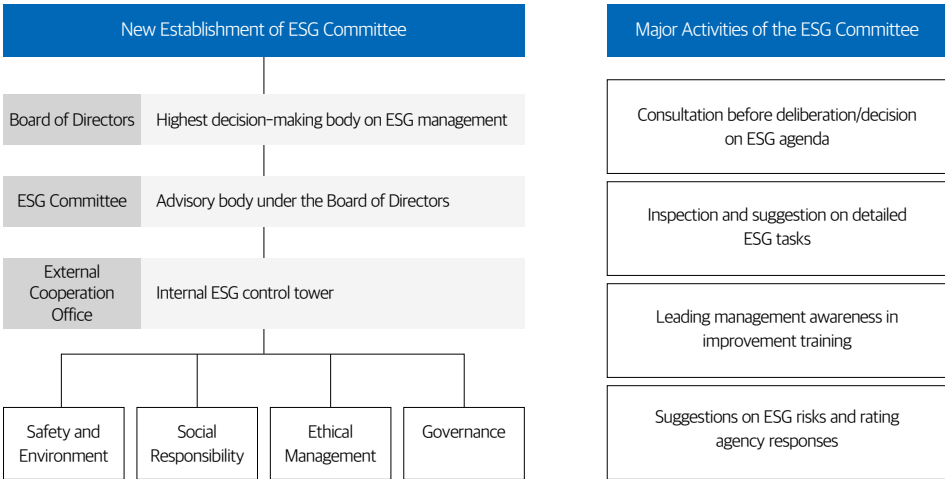 New Establishment of ESG Committee
Board of Directors
Highest decision-making body on ESG management
ESG Committee
Advisory body under the Board of Directors
External
Cooperation
Office
Internal ESG control tower
Safety and
Environment
Social
Responsibility
Ethical
Management
Governance
Major Activities of the ESG Committee
Consultation before deliberation/decision
on ESG agenda
Inspection and suggestion on detailed
ESG tasks
Leading management awareness in
improvement training
Suggestions on ESG risks and rating
agency responses